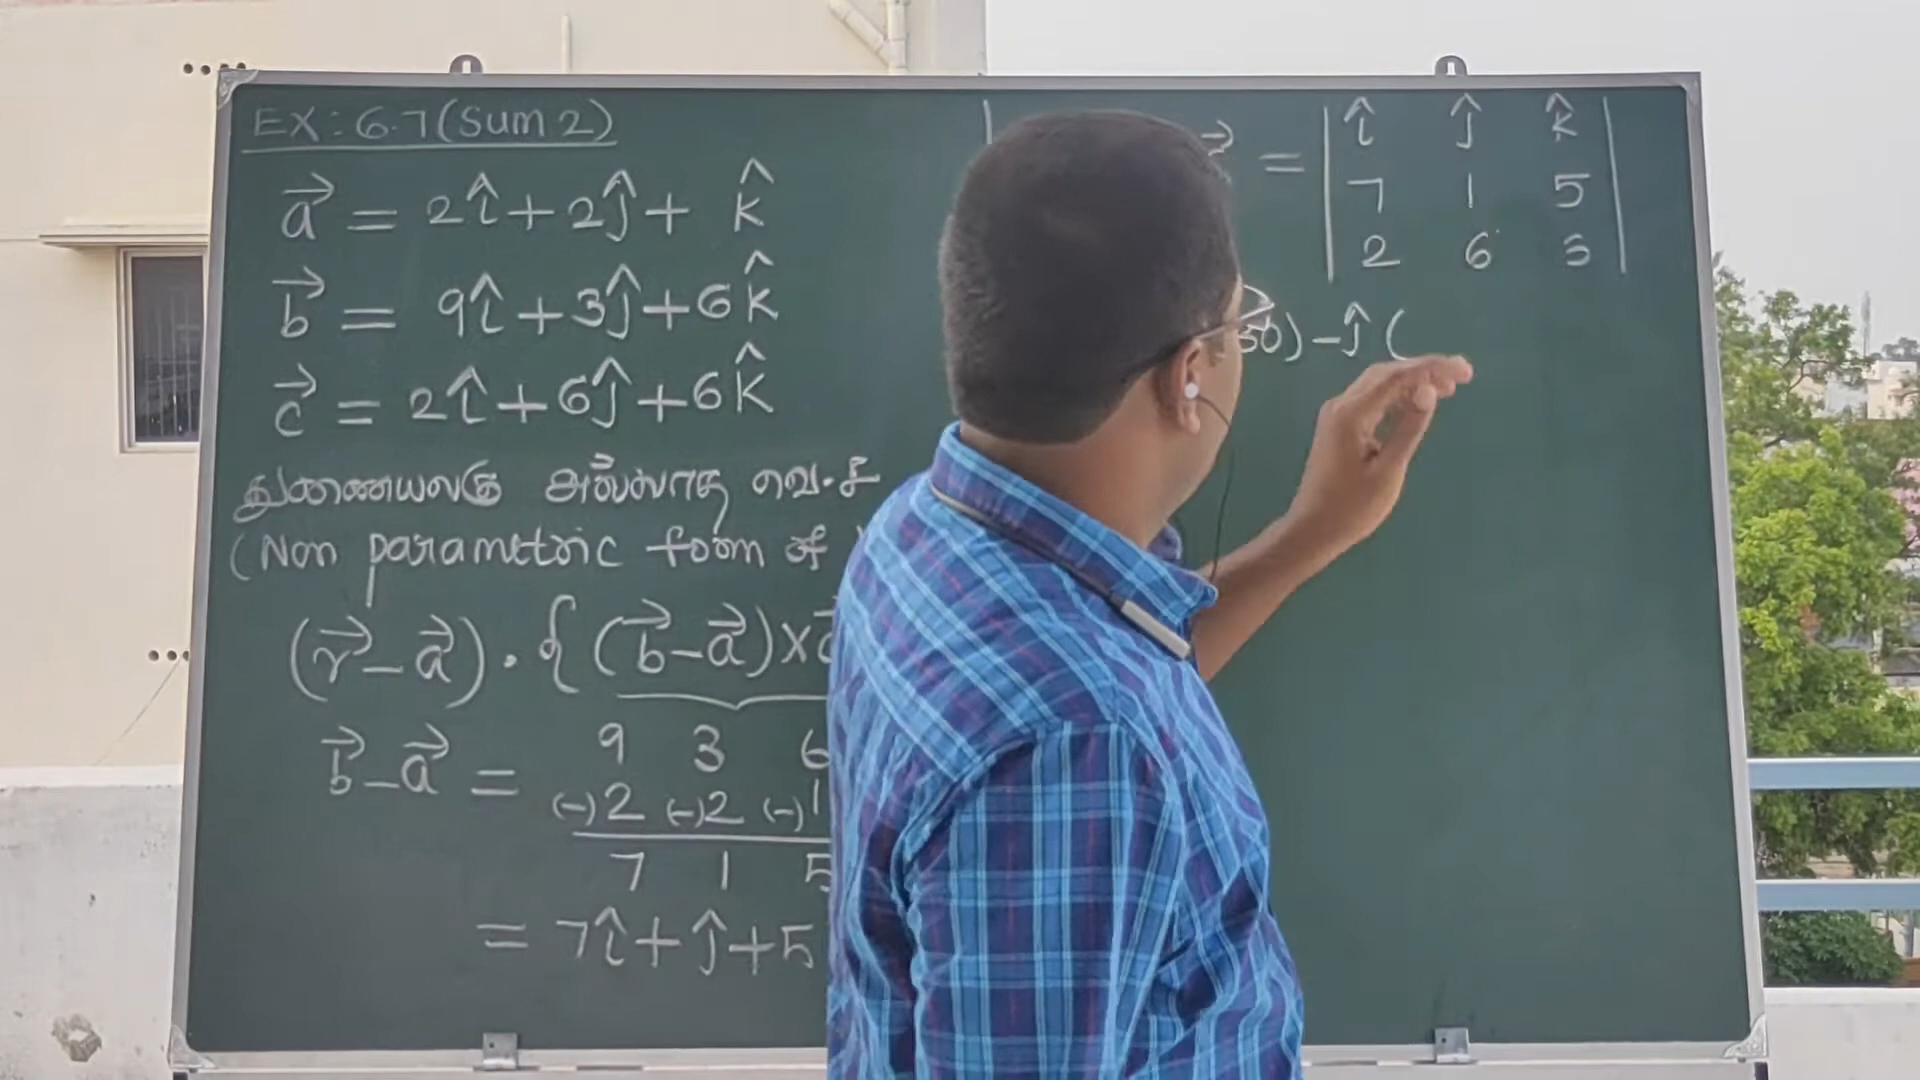 EX: 6.7 (Sum 2)
a⃗ = 2î + 2ĵ + k̂
b⃗ = 9î + 3ĵ + 6k̂
c⃗ = 2î + 6ĵ + 6k̂
துணையலகு அல்லாத வெ.ச
(Non parametric form of
(r⃗ - a⃗) . { (b⃗ - a⃗) ×
b⃗ - a⃗ = 9 3 6
(-)2 (-)2 (-)1
7 1 5
= 7î + ĵ + 5
= | î ĵ k̂
7 1 5
2 6 |
) - ĵ (